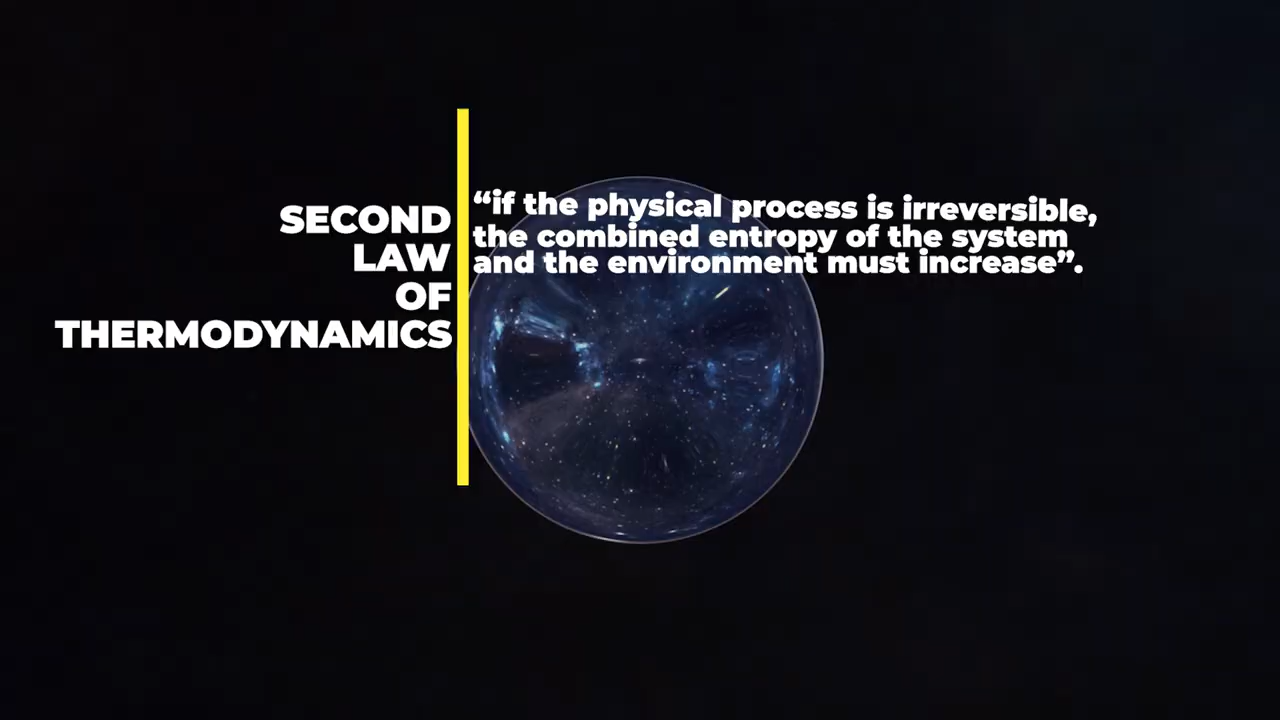 SECOND
LAW
OF
THERMODYNAMICS
“if the physical process is irreversible,
the combined entropy of the system
and the environment must increase”.